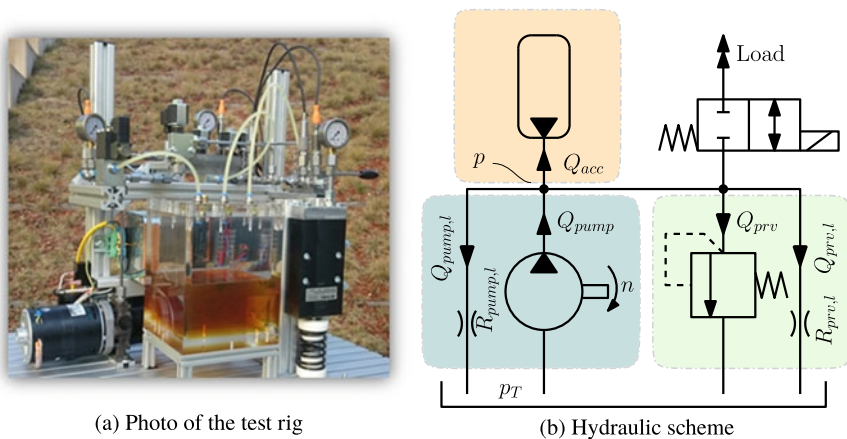 Load
p
Q_acc
Q_pump,l
Q_pump
Q_prv
Q_prv,l
R_pump,l
n
R_prv,l
p_T
(a) Photo of the test rig
(b) Hydraulic scheme